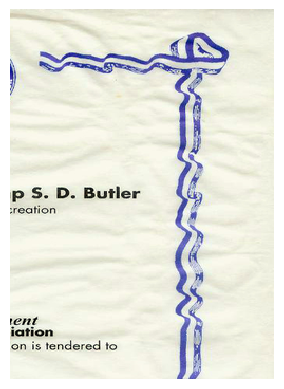 p S. D. Butler
creation
ment
iation
on is tendered to